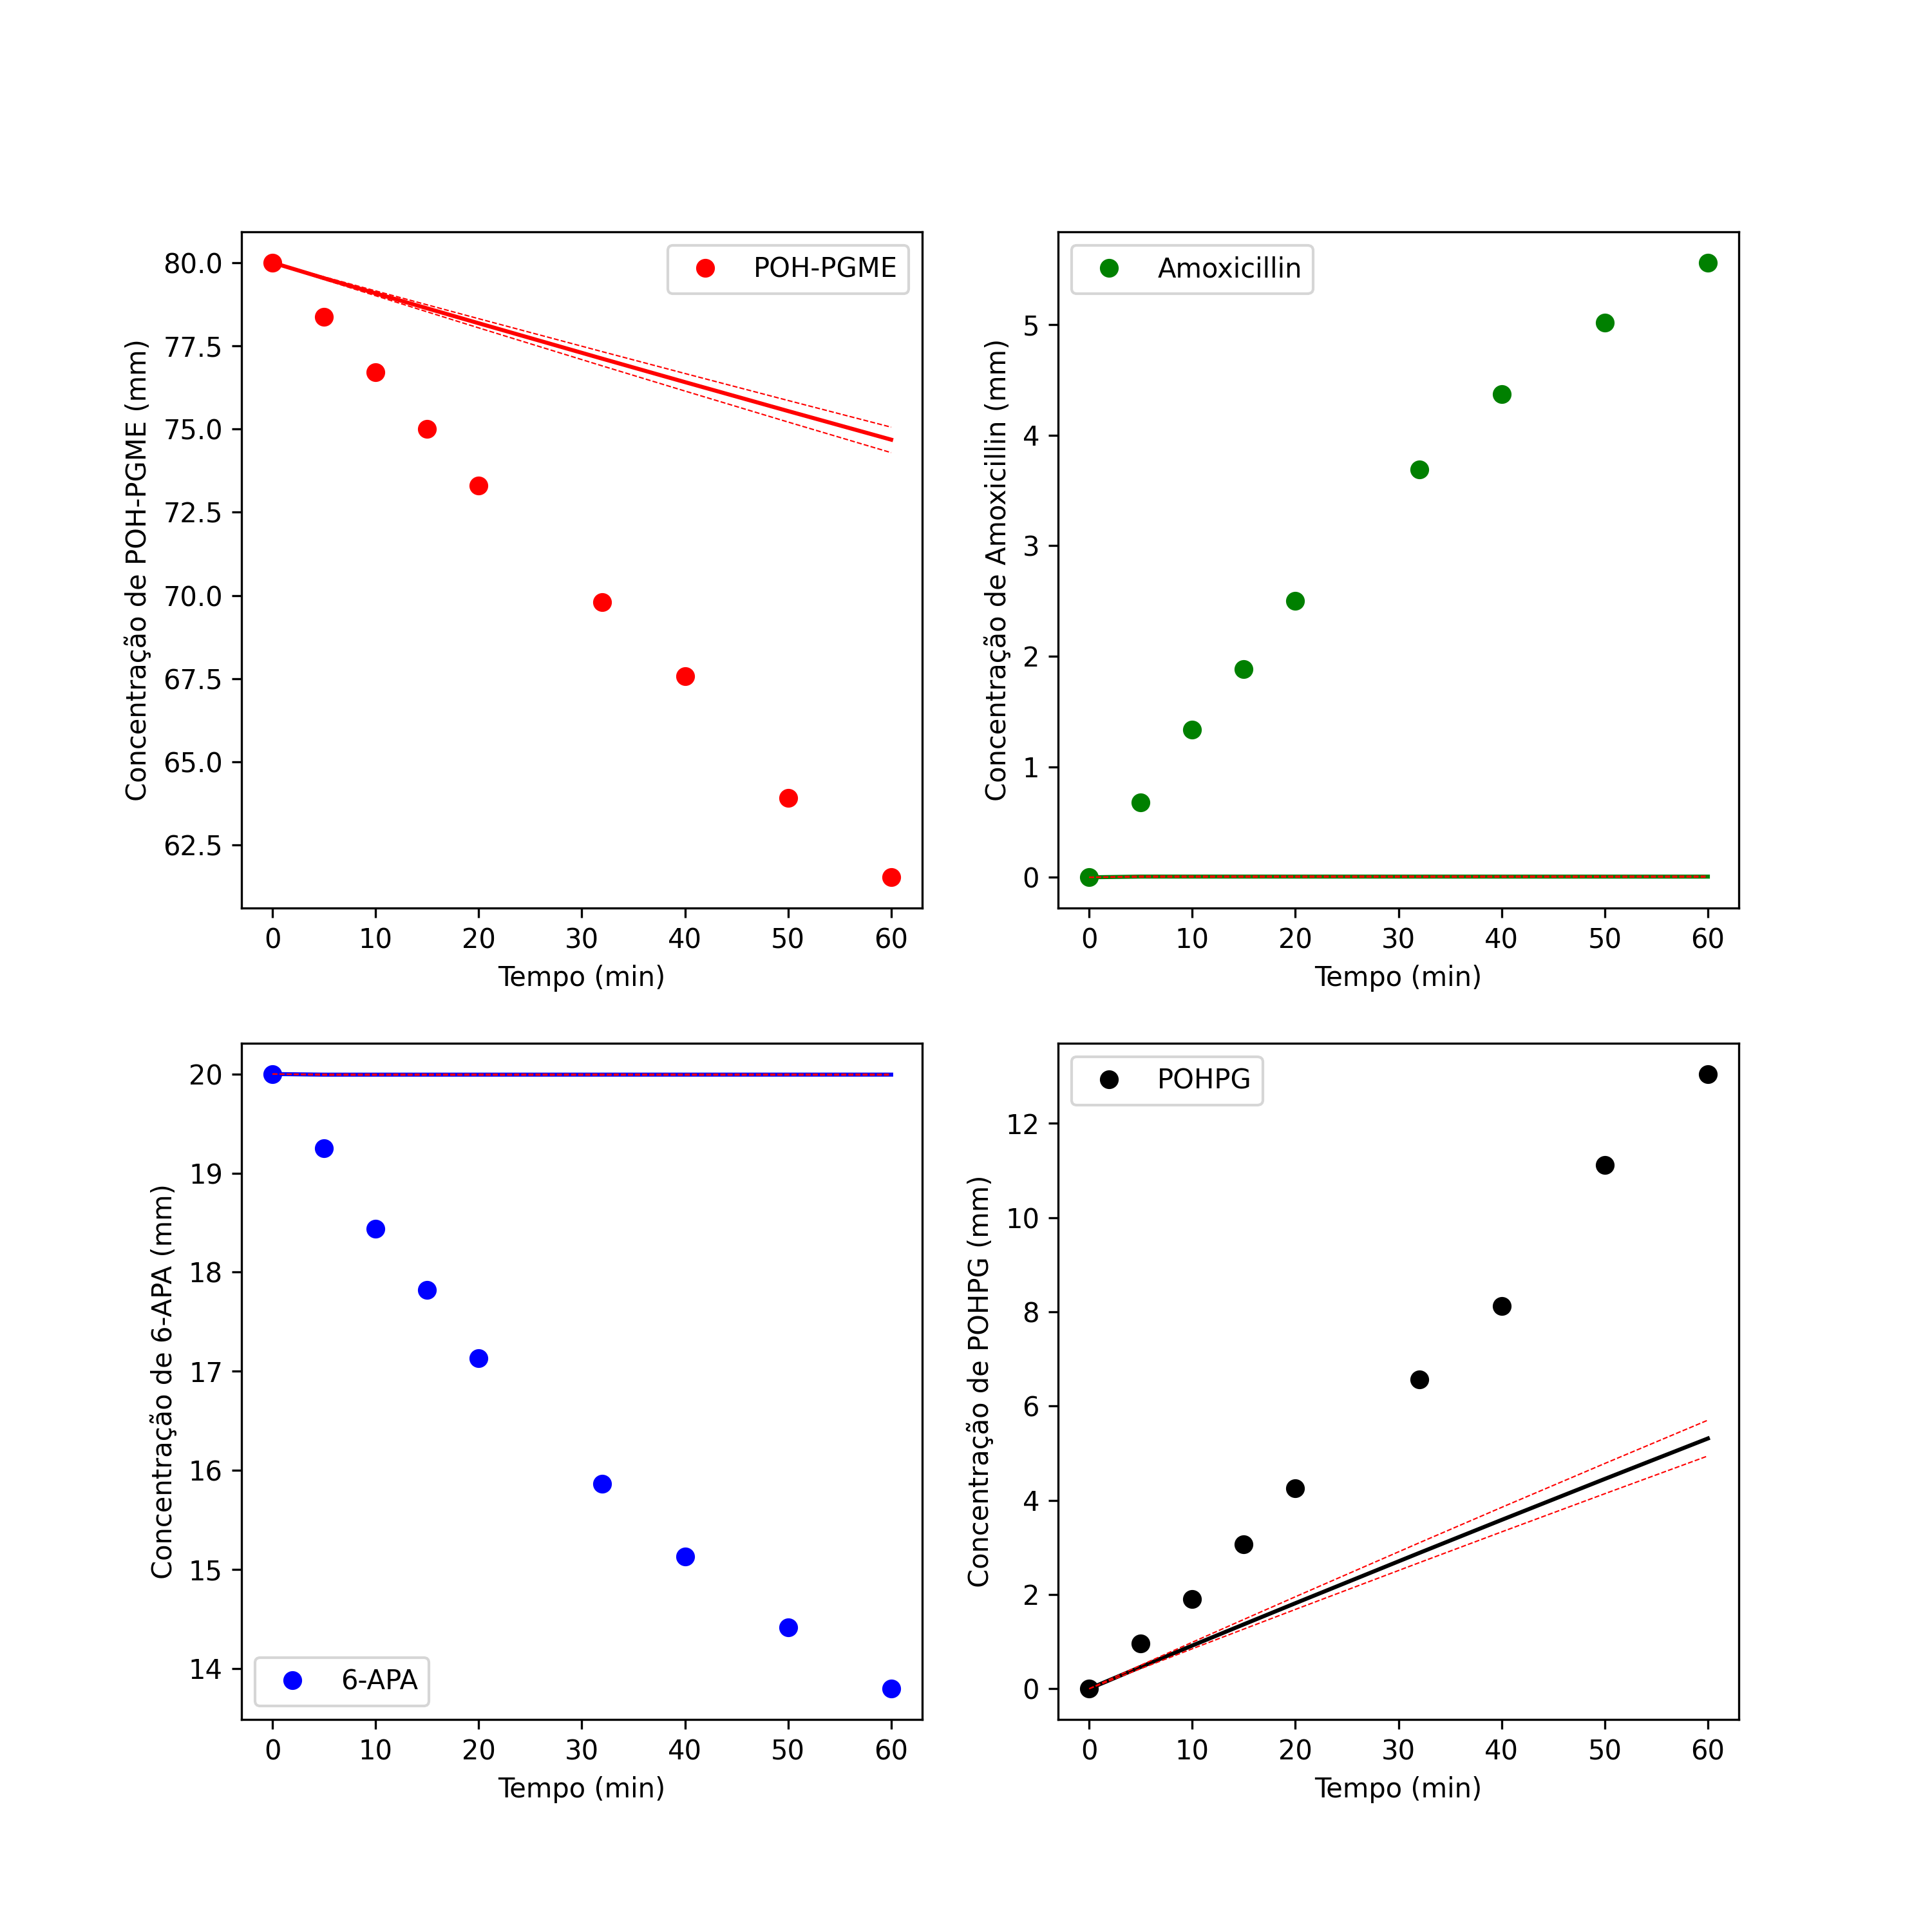 POH-PGME
Concentração de POH-PGME (mm)
80.0
77.5
75.0
72.5
70.0
67.5
65.0
62.5
0 10 20 30 40 50 60
Tempo (min)
Amoxicillin
Concentração de Amoxicillin (mm)
5
4
3
2
1
0
0 10 20 30 40 50 60
Tempo (min)
Concentração de 6-APA (mm)
20
19
18
17
16
15
14
6-APA
0 10 20 30 40 50 60
Tempo (min)
POHPG
Concentração de POHPG (mm)
12
10
8
6
4
2
0
0 10 20 30 40 50 60
Tempo (min)